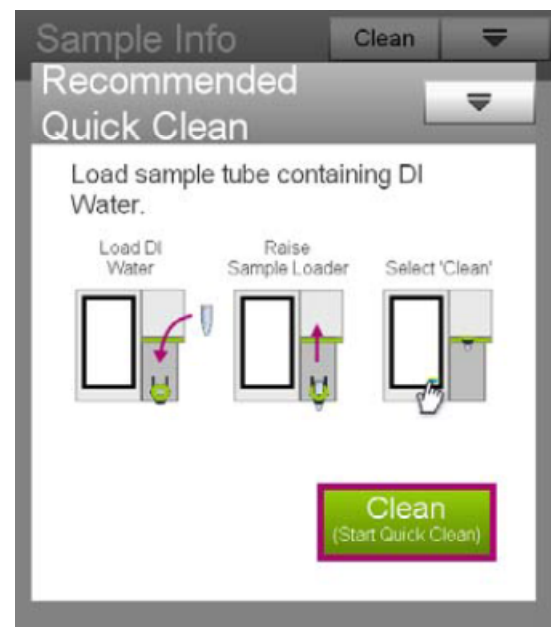 Sample Info
Clean
Recommended
Quick Clean
Load sample tube containing DI
Water.
Load DI
Water
Raise
Sample Loader
Select 'Clean'
Clean
(Start Quick Clean)